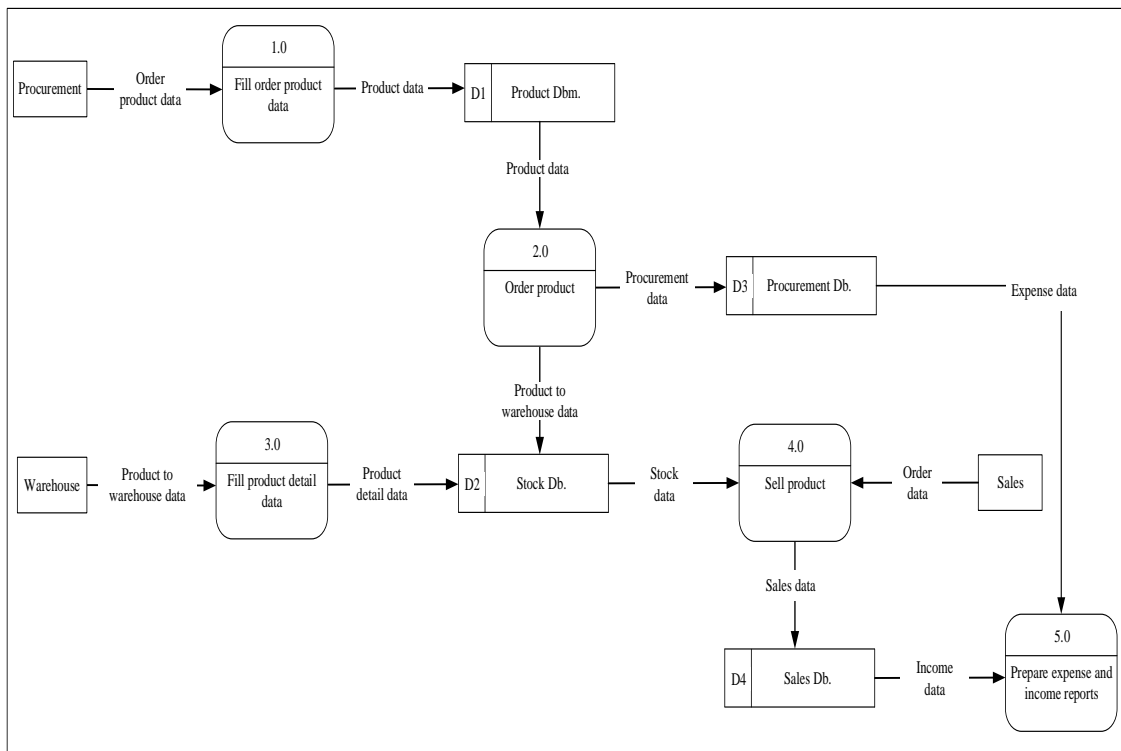 1.0
Procurement
Order
product data
Fill order product
data
Product data
D1
Product Dbm.
Product data
2.0
Order product
Procurement
data
D3
Procurement Db.
Expense data
Product to
warehouse data
3.0
4.0
Warehouse
Product to
warehouse data
Fill product detail
data
Product
detail data
D2
Stock Db.
Stock
data
Sell product
Order
data
Sales
Sales data
5.0
D4
Sales Db.
Income
data
Prepare expense and
income reports